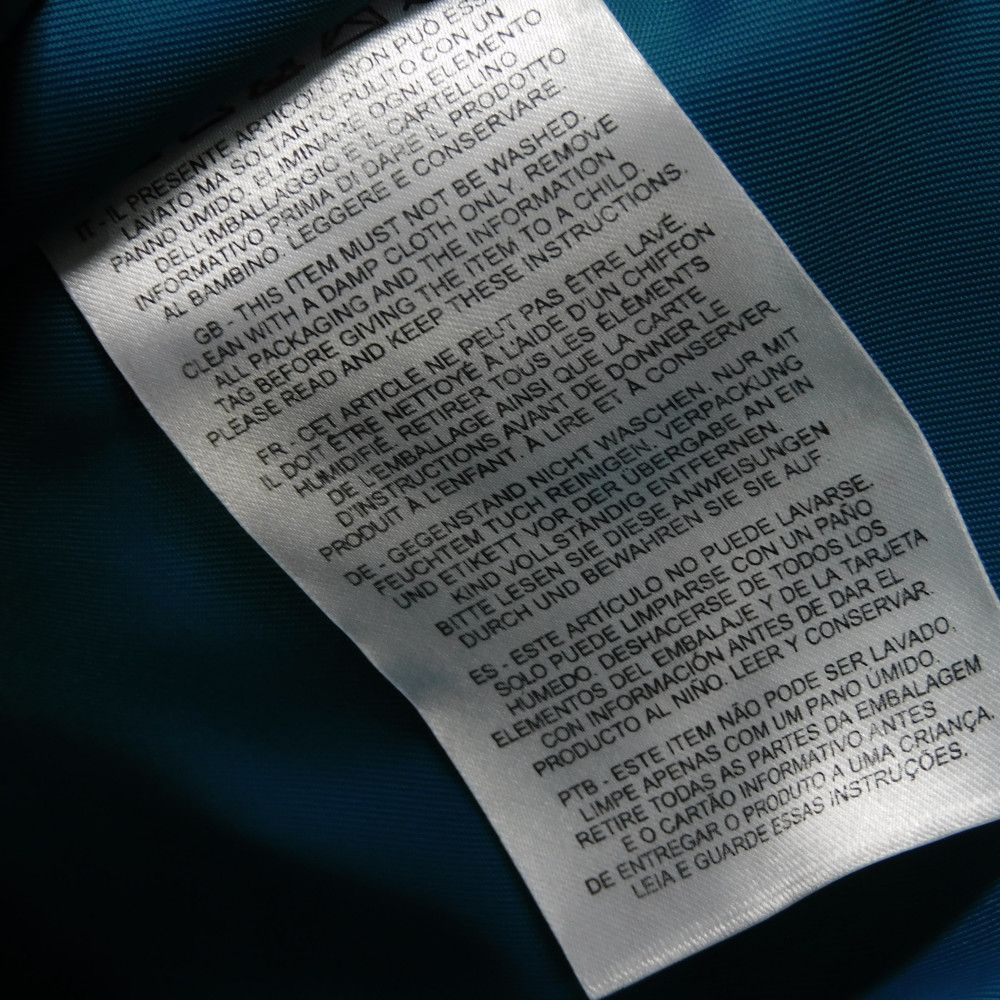 IT - IL PRESENTE ARTICOLO NON PUÒ ESS
LAVATO MA SOLTANTO PULITO CON UN
PANNO UMIDO. ELIMINARE OGNI ELEMENTO
DELL'IMBALLAGGIO E IL CARTELLINO
INFORMATIVO PRIMA DI DARE IL PRODOTTO
AL BAMBINO. LEGGERE E CONSERVARE.
GB - THIS ITEM MUST NOT BE WASHED.
CLEAN WITH A DAMP CLOTH ONLY. REMOVE
ALL PACKAGING AND THE INFORMATION
TAG BEFORE GIVING THE ITEM TO A CHILD.
PLEASE READ AND KEEP THESE INSTRUCTIONS.
FR - CET ARTICLE NE PEUT PAS ÊTRE LAVÉ.
IL DOIT ÊTRE NETTOYÉ À L'AIDE D'UN CHIFFON
HUMIDIFIÉ. RETIRER TOUS LES ELÉMENTS
DE L'EMBALLAGE AINSI QUE LA CARTE
D'INSTRUCTIONS AVANT DE DONNER LE
PRODUIT À L'ENFANT. À LIRE ET À CONSERVER.
DE - GEGENSTAND NICHT WASCHEN. NUR MIT
FEUCHTEM TUCH REINIGEN. VERPACKUNG
UND ETIKETT VOR DER ÜBERGABE AN EIN
KIND VOLLSTÄNDIG ENTFERNEN.
BITTE LESEN SIE DIESE ANWEISUNGEN
DURCH UND BEWAHREN SIE SIE AUF
ES - ESTE ARTÍCULO NO PUEDE LAVARSE.
SOLO PUEDE LIMPIARSE CON UN PAÑO
HUMEDO. DESHACERSE DE TODOS LOS
ELEMENTOS DEL EMBALAJE Y DE LA TARJETA
CON INFORMACIÓN ANTES DE DAR EL
PRODUCTO AL NIÑO. LEER Y CONSERVAR.
PTB - ESTE ITEM NÃO PODE SER LAVADO.
LIMPE APENAS COM UM PANO ÚMIDO.
RETIRE TODAS AS PARTES DA EMBALAGEM
E O CARTÃO INFORMATIVO ANTES
DE ENTREGAR O PRODUTO A UMA CRIANÇA.
LEIA E GUARDE ESSAS INSTRUÇÕES.